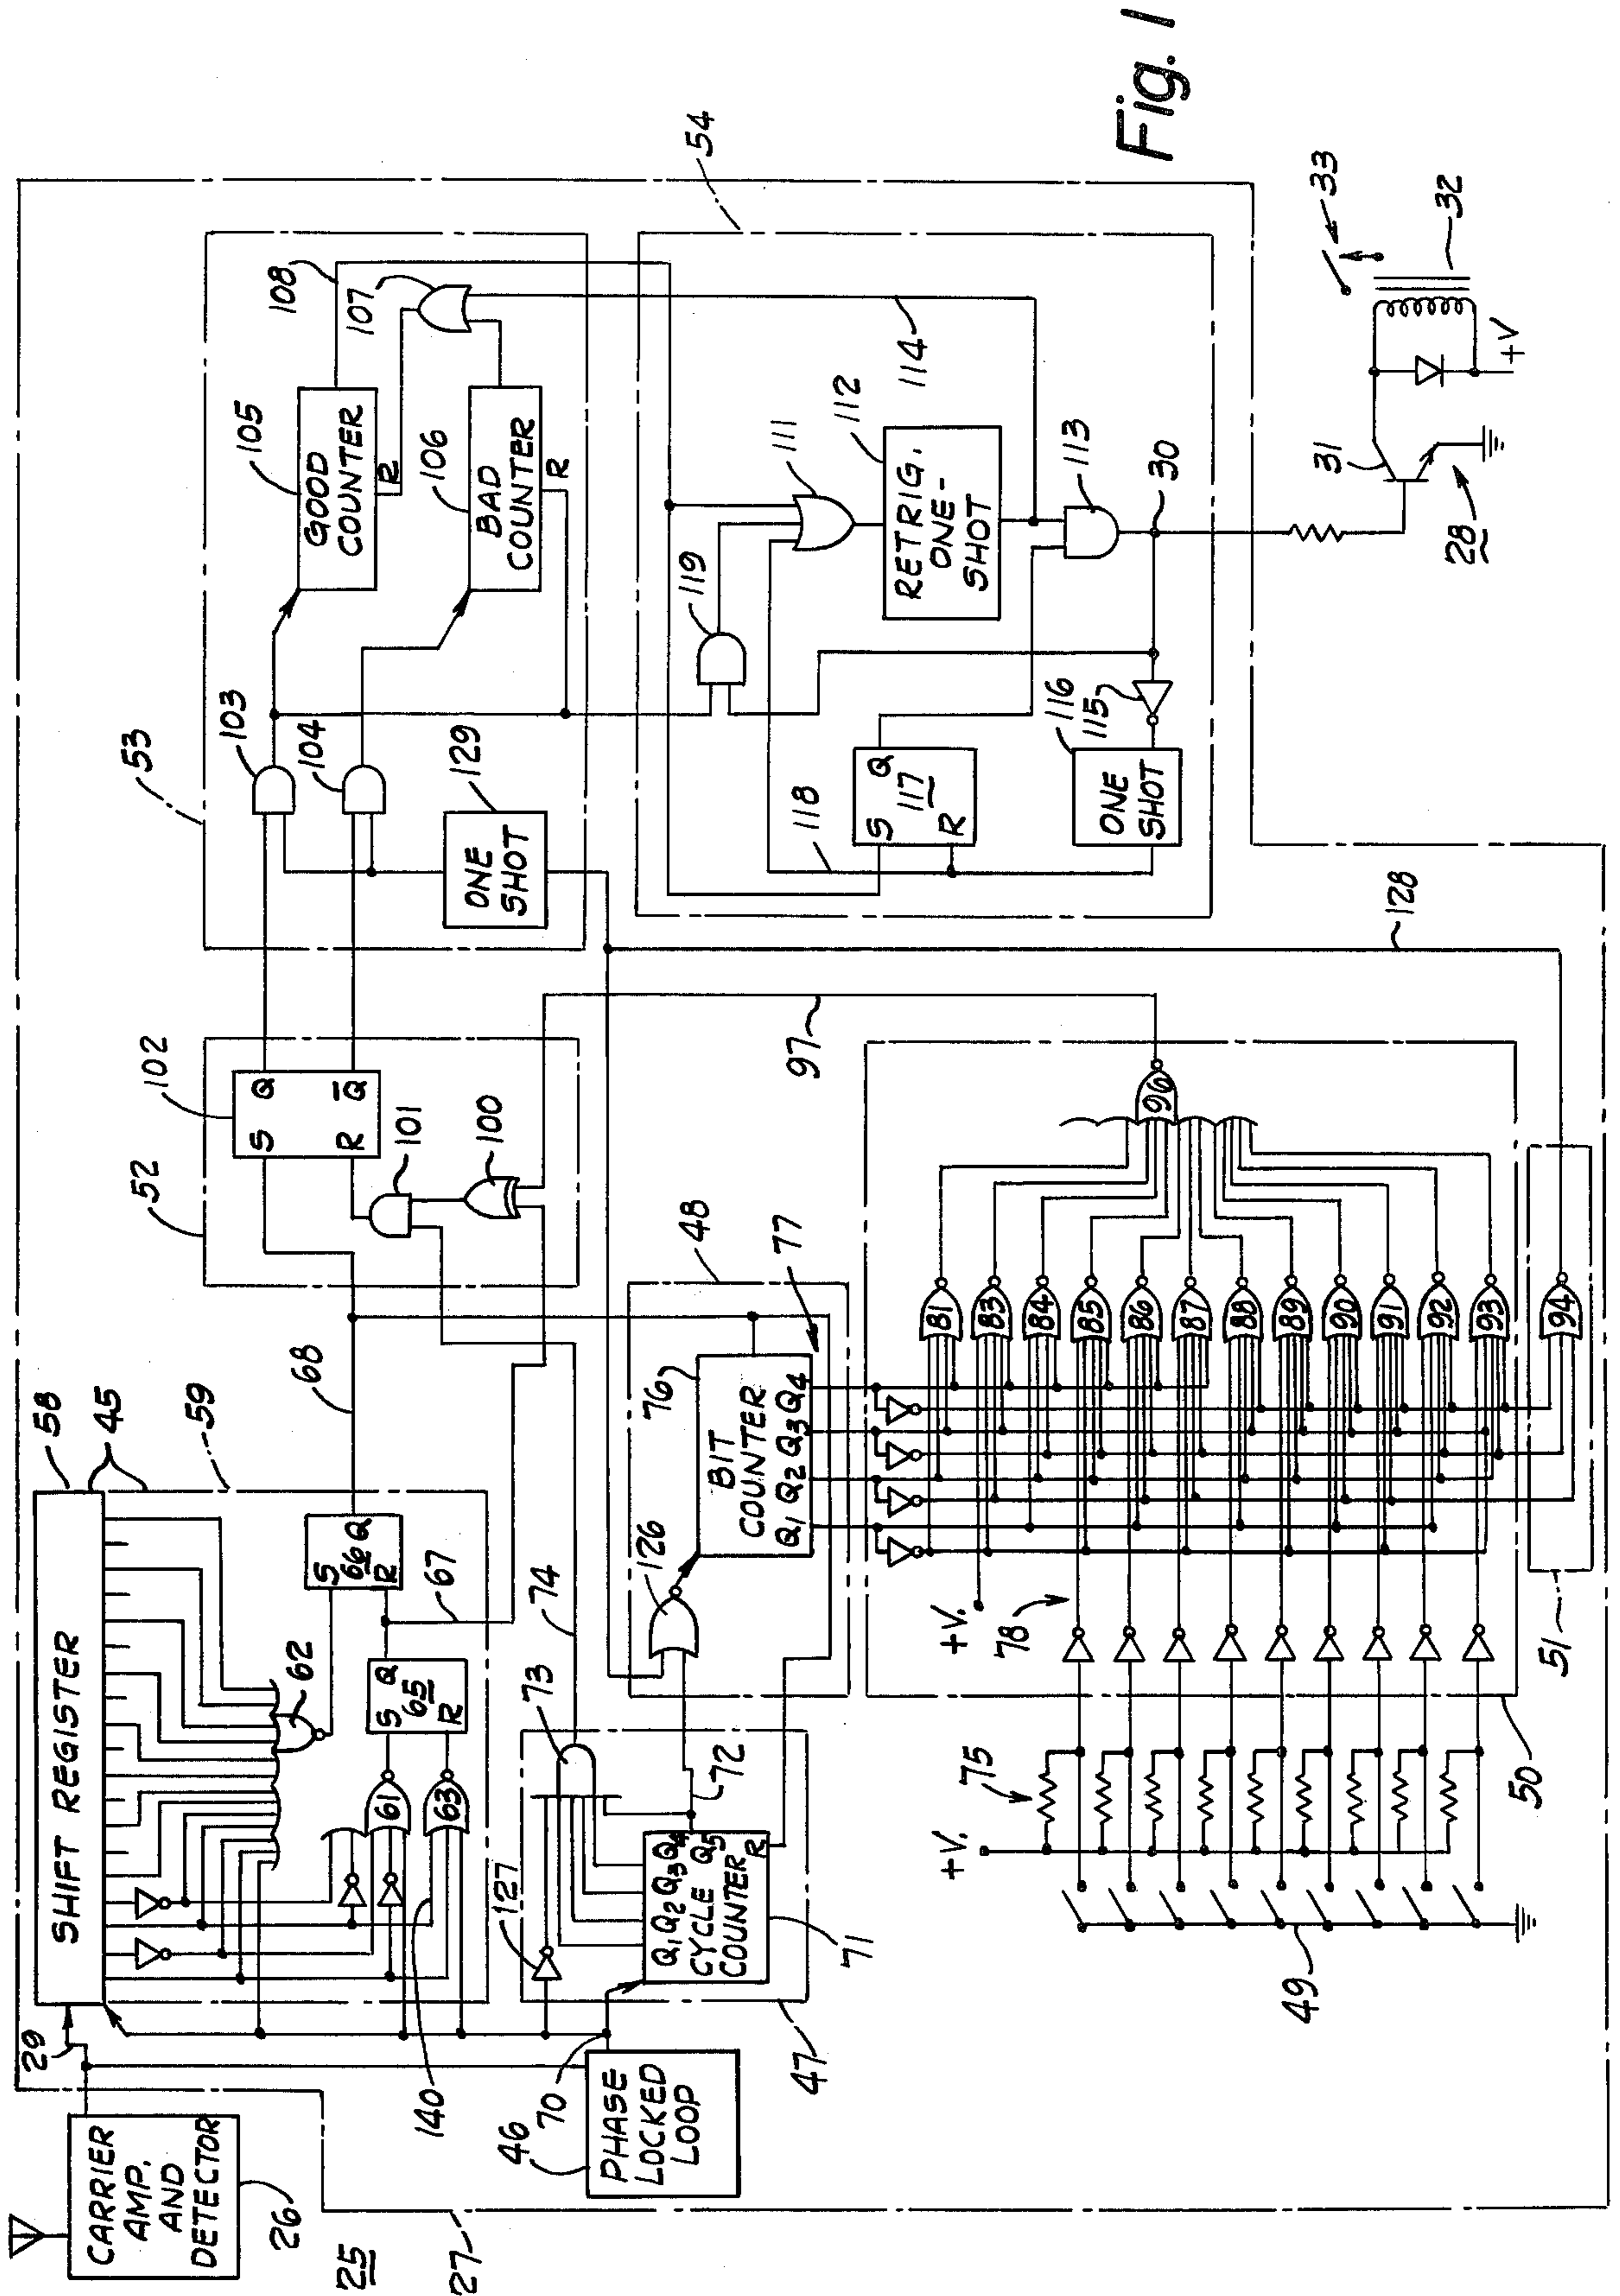 Fig. 1
CARRIER
AMP.
AND
DETECTOR
26
25
27
29
SHIFT REGISTER
58
45
59
62
61
63
S
65
Q
R
S
66
Q
R
67
68
140
46
PHASE
LOCKED
LOOP
70
127
73
74
Q1 Q2 Q3 Q4
CYCLE Q5
COUNTER
R
71
72
47
126
BIT
COUNTER
76
Q1 Q2 Q3 Q4
77
48
52
102
S
Q
R
Q̅
101
100
97
53
103
104
129
ONE
SHOT
105
GOOD
COUNTER
R
106
BAD
COUNTER
R
107
108
54
119
111
112
RETRIG.
ONE-
SHOT
114
113
118
S
Q
117
R
116
115
ONE
SHOT
30
31
28
32
33
+V
128
+V.
75
49
50
+V.
78
81
83
84
85
86
87
88
89
90
91
92
93
94
96
51